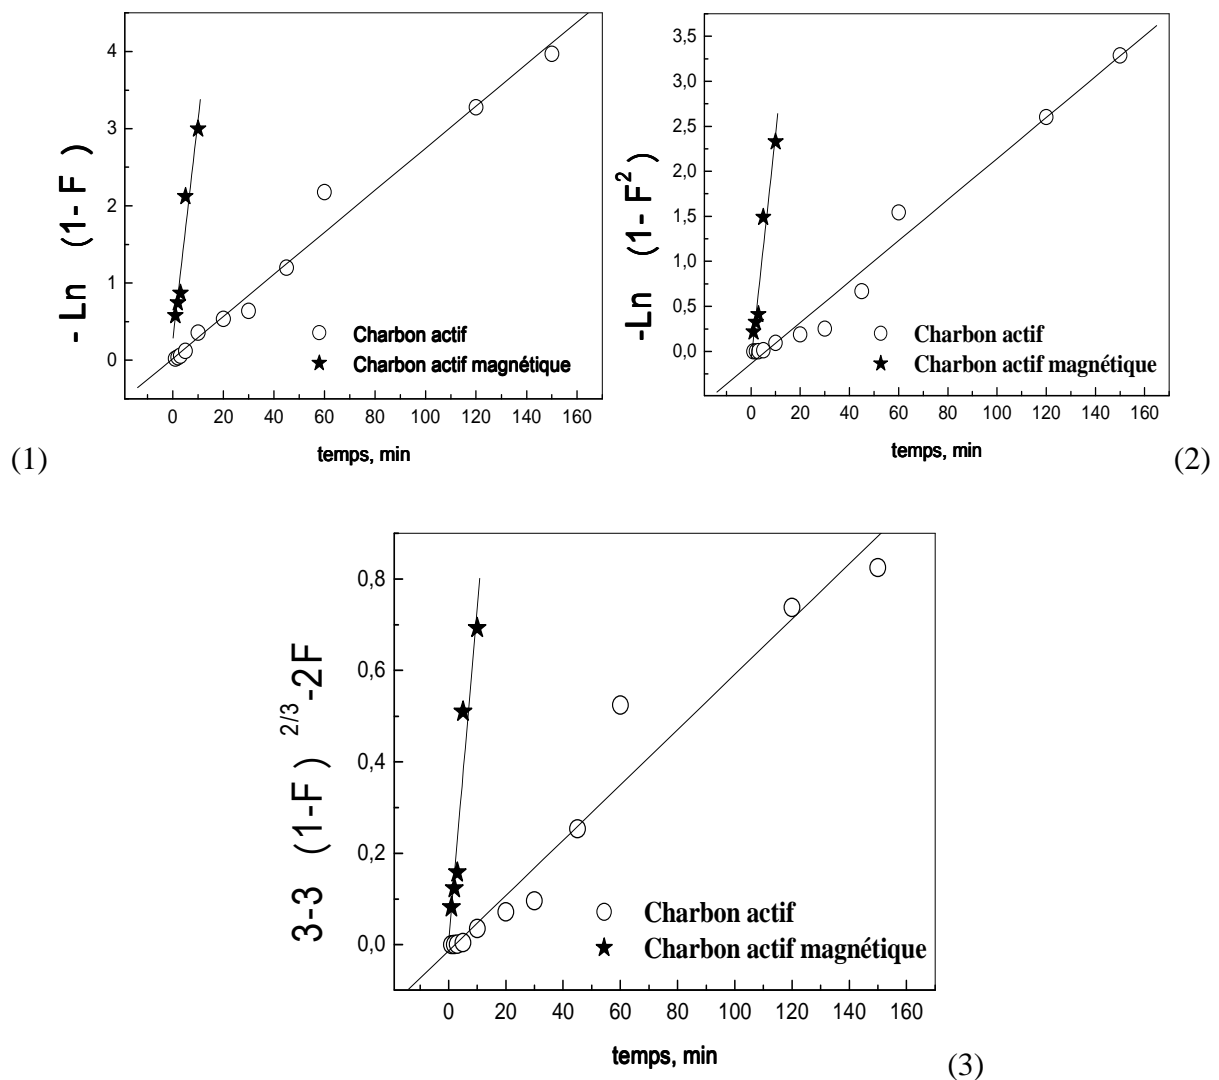 -Ln (1-F)
4
3
2
1
0
Charbon actif
Charbon actif magnétique
0 20 40 60 80 100 120 140 160
temps, min
(1)
-Ln (1-F²)
3,5
3,0
2,5
2,0
1,5
1,0
0,5
0,0
Charbon actif
Charbon actif magnétique
0 20 40 60 80 100 120 140 160
temps, min
(2)
3-3 (1-F) 2/3 -2F
0,8
0,6
0,4
0,2
0,0
Charbon actif
Charbon actif magnétique
0 20 40 60 80 100 120 140 160
temps, min
(3)